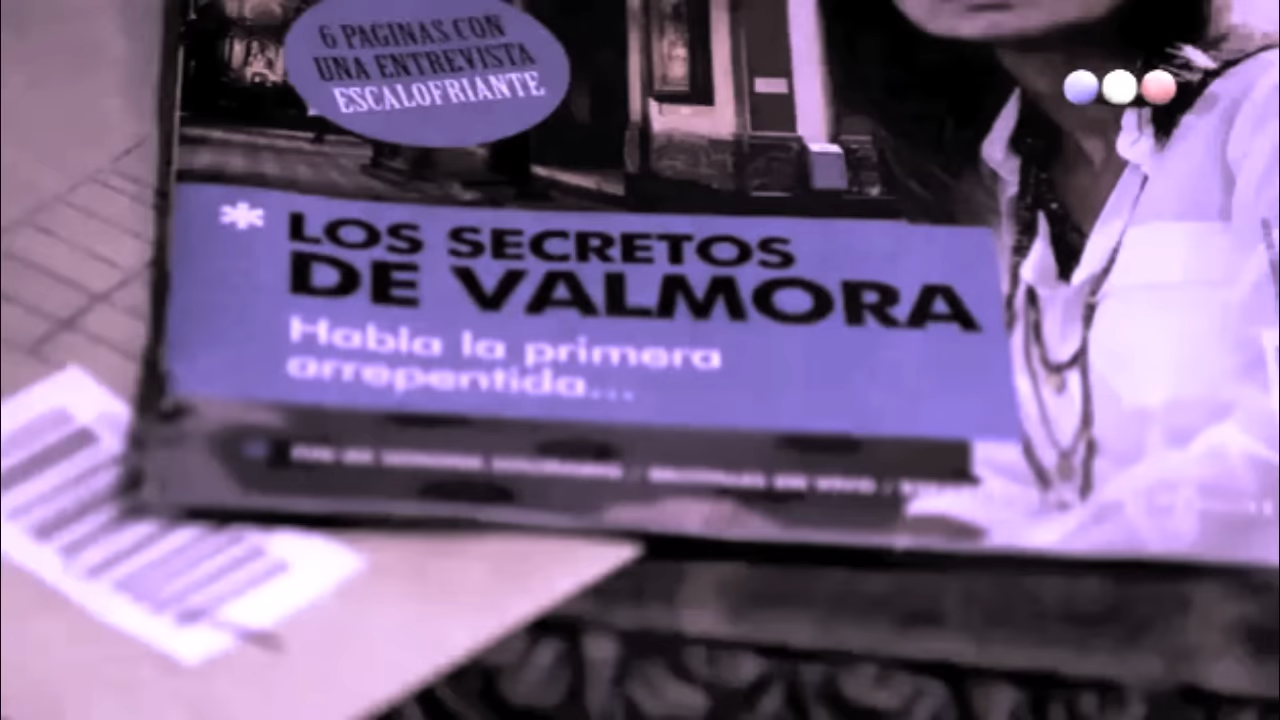 6 PAGINAS CON
UNA ENTREVISTA
ESCALOFRIANTE
* LOS SECRETOS
DE VALMORA
Habla la primera
arrepentida...